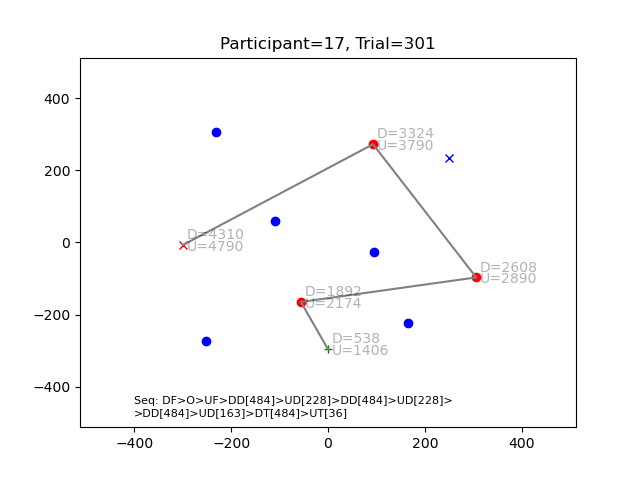 Participant=17, Trial=301
400
200
0
−200
−400
D=3324
U=3790
D=4310
U=4790
D=2608
U=2890
D=1892
U=2174
D=538
U=1406
Seq: DF>O>UF>DD[484]>UD[228]>DD[484]>UD[228]>
>DD[484]>UD[163]>DT[484]>UT[36]
−400 −200 0 200 400